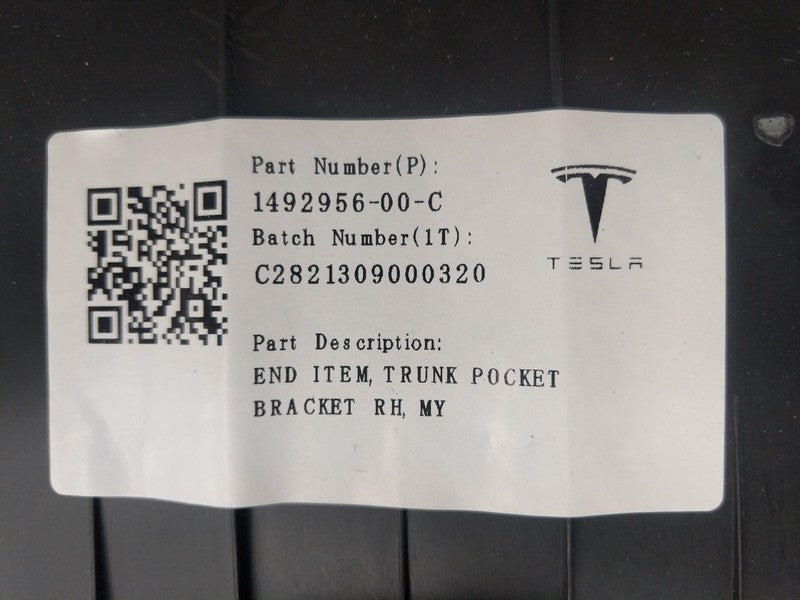 Part Number(P):
1492956-00-C
Batch Number(1T):
C2821309000320
TESLA
Part Description:
END ITEM, TRUNK POCKET
BRACKET RH, MY